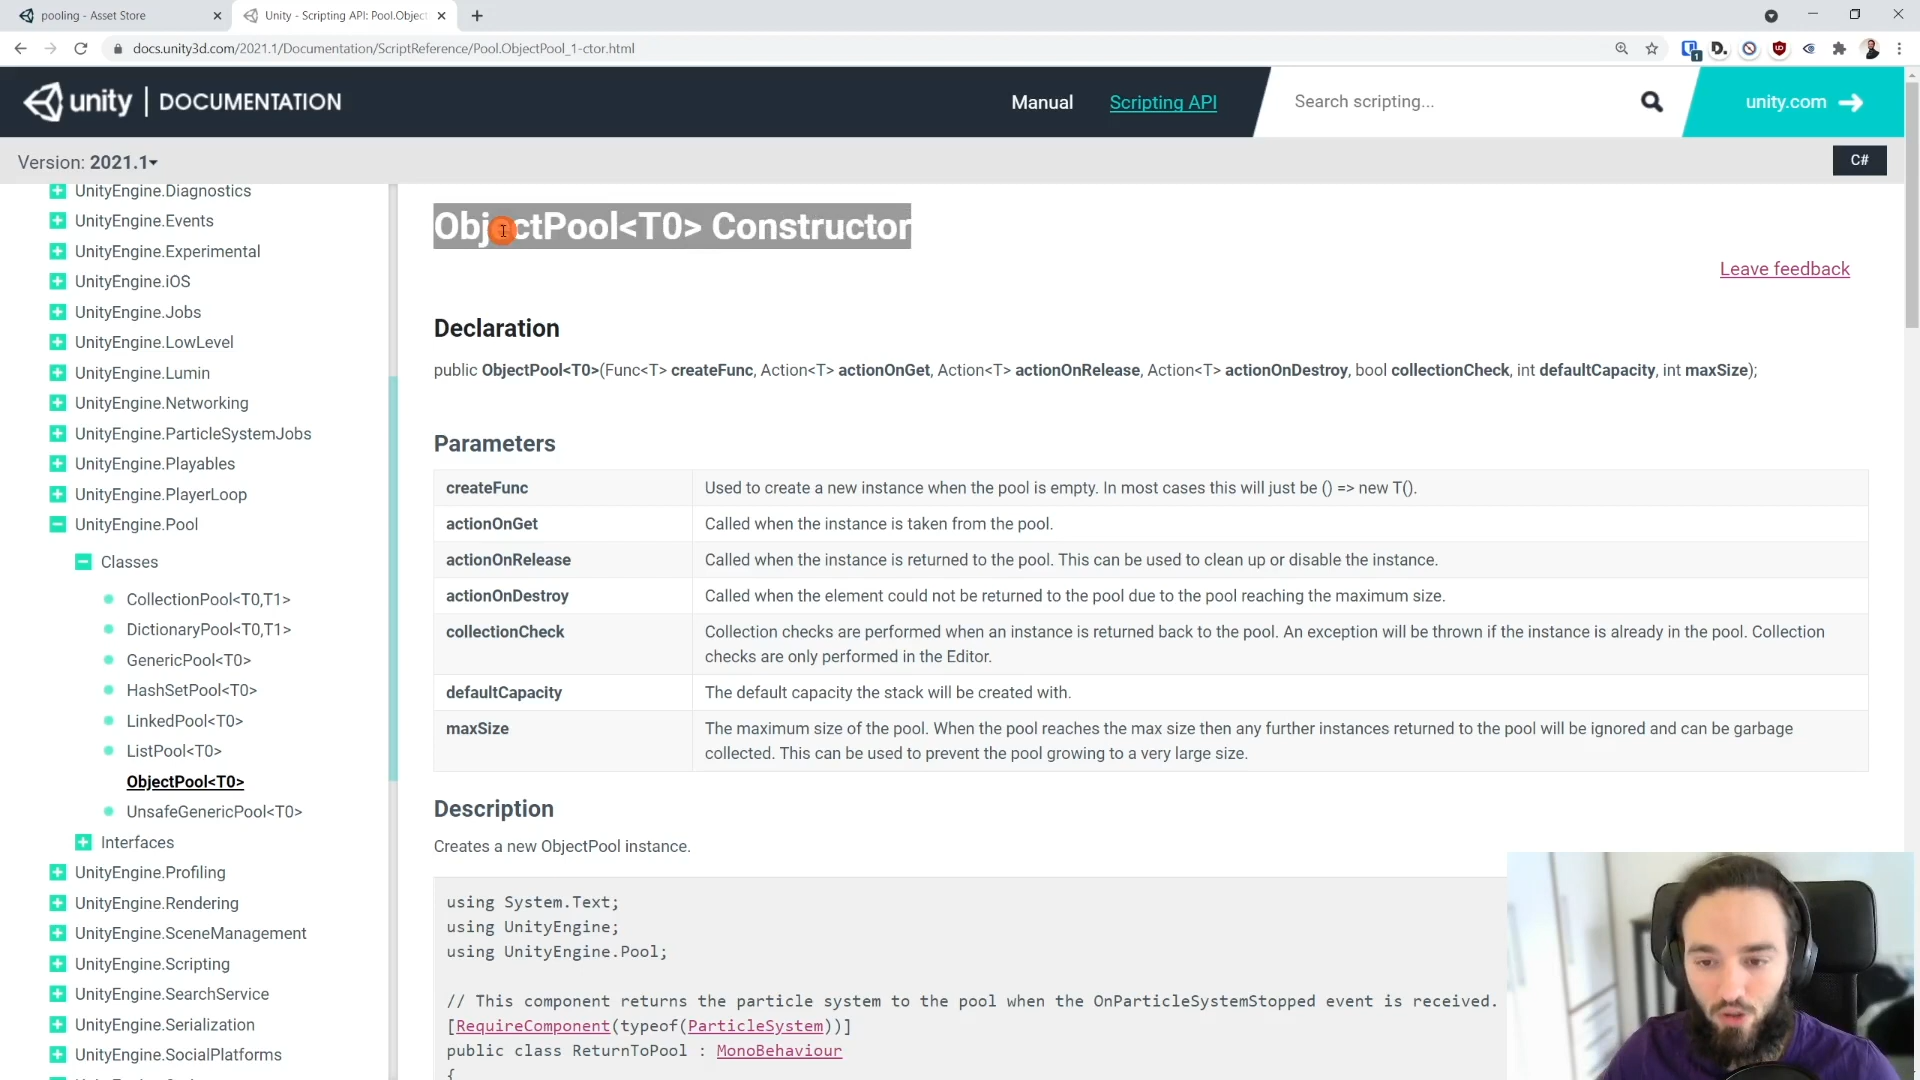 pooling - Asset Store
Unity - Scripting API: Pool.Object
docs.unity3d.com/2021.1/Documentation/ScriptReference/Pool.ObjectPool_1-ctor.html
unity | DOCUMENTATION
Manual
Scripting API
Search scripting...
unity.com
Version: 2021.1
C#
UnityEngine.Diagnostics
UnityEngine.Events
UnityEngine.Experimental
UnityEngine.iOS
UnityEngine.Jobs
UnityEngine.LowLevel
UnityEngine.Lumin
UnityEngine.Networking
UnityEngine.ParticleSystemJobs
UnityEngine.Playables
UnityEngine.PlayerLoop
UnityEngine.Pool
Classes
CollectionPool<T0,T1>
DictionaryPool<T0,T1>
GenericPool<T0>
HashSetPool<T0>
LinkedPool<T0>
ListPool<T0>
ObjectPool<T0>
UnsafeGenericPool<T0>
Interfaces
UnityEngine.Profiling
UnityEngine.Rendering
UnityEngine.SceneManagement
UnityEngine.Scripting
UnityEngine.SearchService
UnityEngine.Serialization
UnityEngine.SocialPlatforms
ObjectPool<T0> Constructor
Leave feedback
Declaration
public ObjectPool<T0>(Func<T> createFunc, Action<T> actionOnGet, Action<T> actionOnRelease, Action<T> actionOnDestroy, bool collectionCheck, int defaultCapacity, int maxSize);
Parameters
createFunc Used to create a new instance when the pool is empty. In most cases this will just be () => new T().
actionOnGet Called when the instance is taken from the pool.
actionOnRelease Called when the instance is returned to the pool. This can be used to clean up or disable the instance.
actionOnDestroy Called when the element could not be returned to the pool due to the pool reaching the maximum size.
collectionCheck Collection checks are performed when an instance is returned back to the pool. An exception will be thrown if the instance is already in the pool. Collection
checks are only performed in the Editor.
defaultCapacity The default capacity the stack will be created with.
maxSize The maximum size of the pool. When the pool reaches the max size then any further instances returned to the pool will be ignored and can be garbage
collected. This can be used to prevent the pool growing to a very large size.
Description
Creates a new ObjectPool instance.
using System.Text;
using UnityEngine;
using UnityEngine.Pool;
// This component returns the particle system to the pool when the OnParticleSystemStopped event is received.
[RequireComponent(typeof(ParticleSystem))]
public class ReturnToPool : MonoBehaviour
{